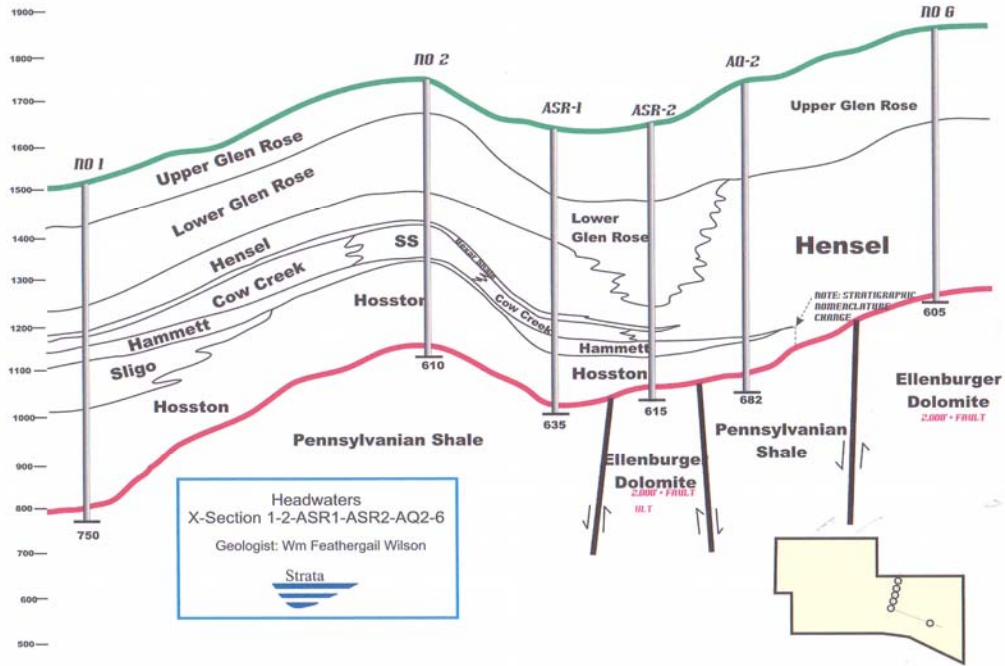 1900
1800
1700
1600
1500
1400
1300
1200
1100
1000
900
800
700
600
500
NO 1
NO 2
ASR-1
ASR-2
AQ-2
NO 6
Upper Glen Rose
Lower Glen Rose
Hensel
Cow Creek
Hammett
Sligo
Hosston
SS
Hosston
Cow Creek
Lower
Glen Rose
Hammett
Hosston
Upper Glen Rose
Hensel
NOTE: STRATIGRAPHIC
NOMENCLATURE
CHANGE
750
610
635
615
682
605
Pennsylvanian Shale
Ellenburger
Dolomite
2,000' + FAULT
ULT
Pennsylvanian
Shale
Ellenburger
Dolomite
2,000' + FAULT
Headwaters
X-Section 1-2-ASR1-ASR2-AQ2-6
Geologist: Wm Feathergail Wilson
Strata